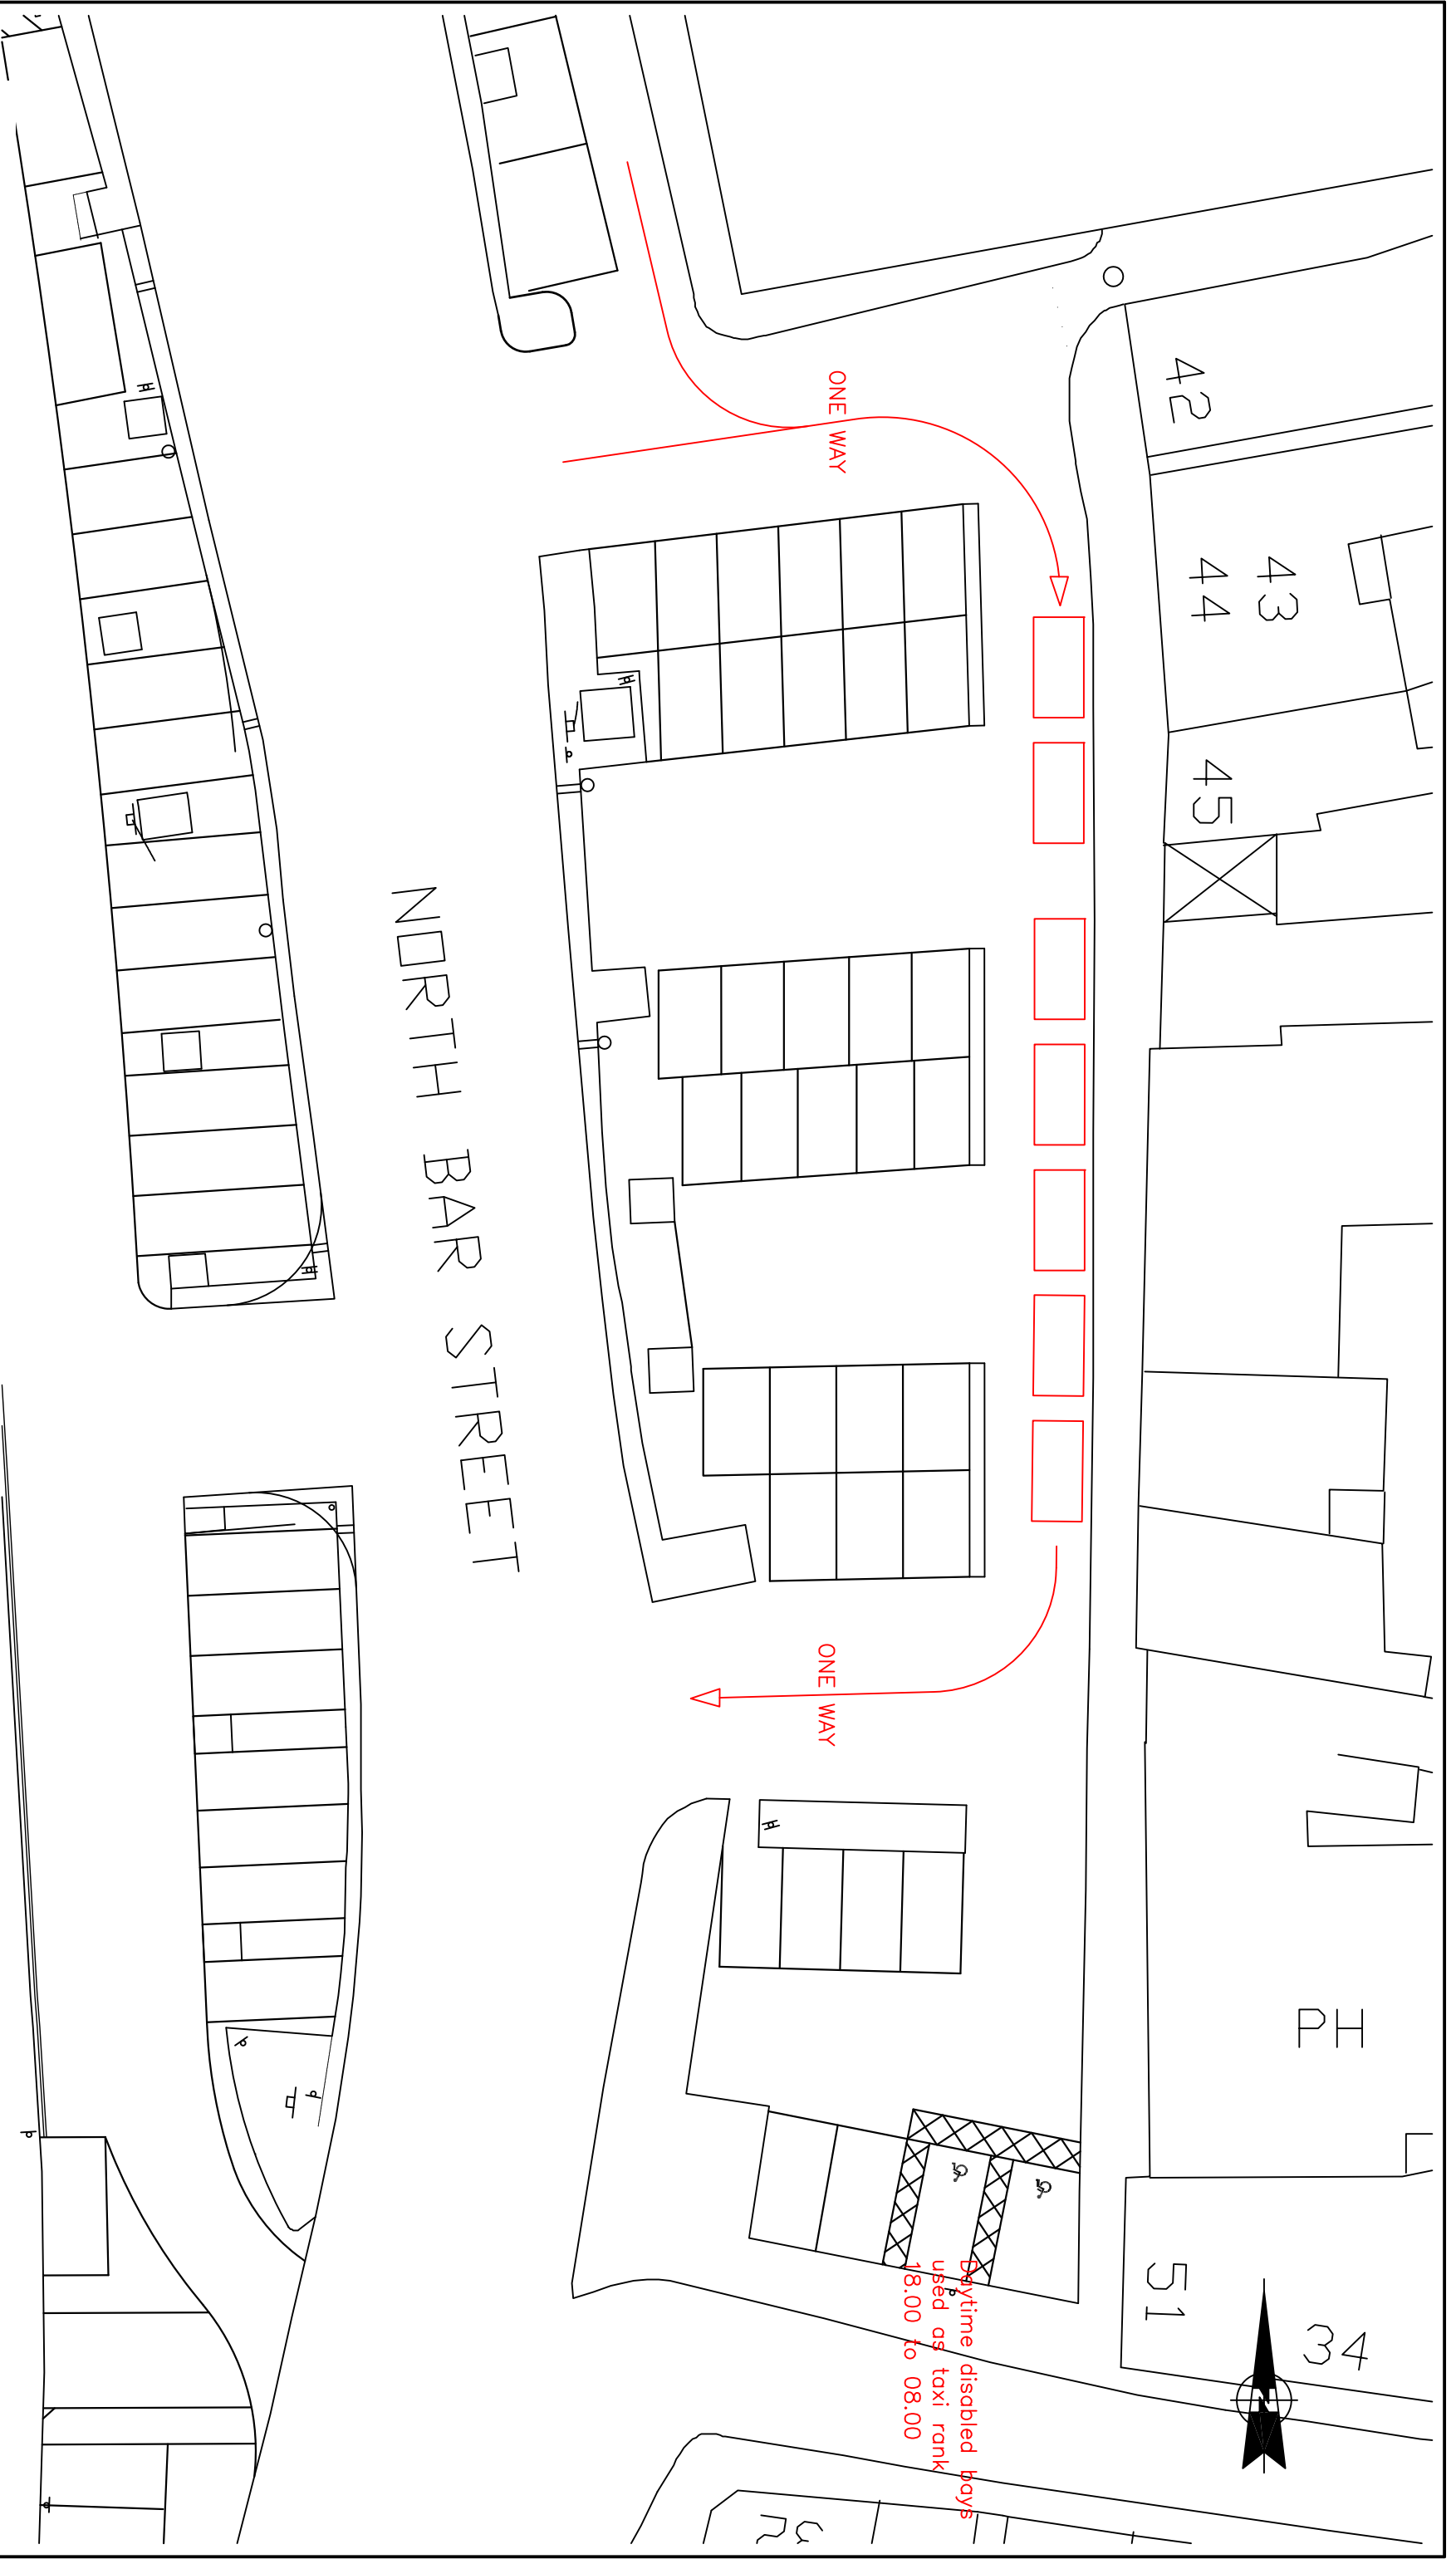 42
ONE WAY
43
44
45
NORTH BAR STREET
ONE WAY
PH
51
34
Daytime disabled bays
used as taxi rank
18.00 to 08.00
N